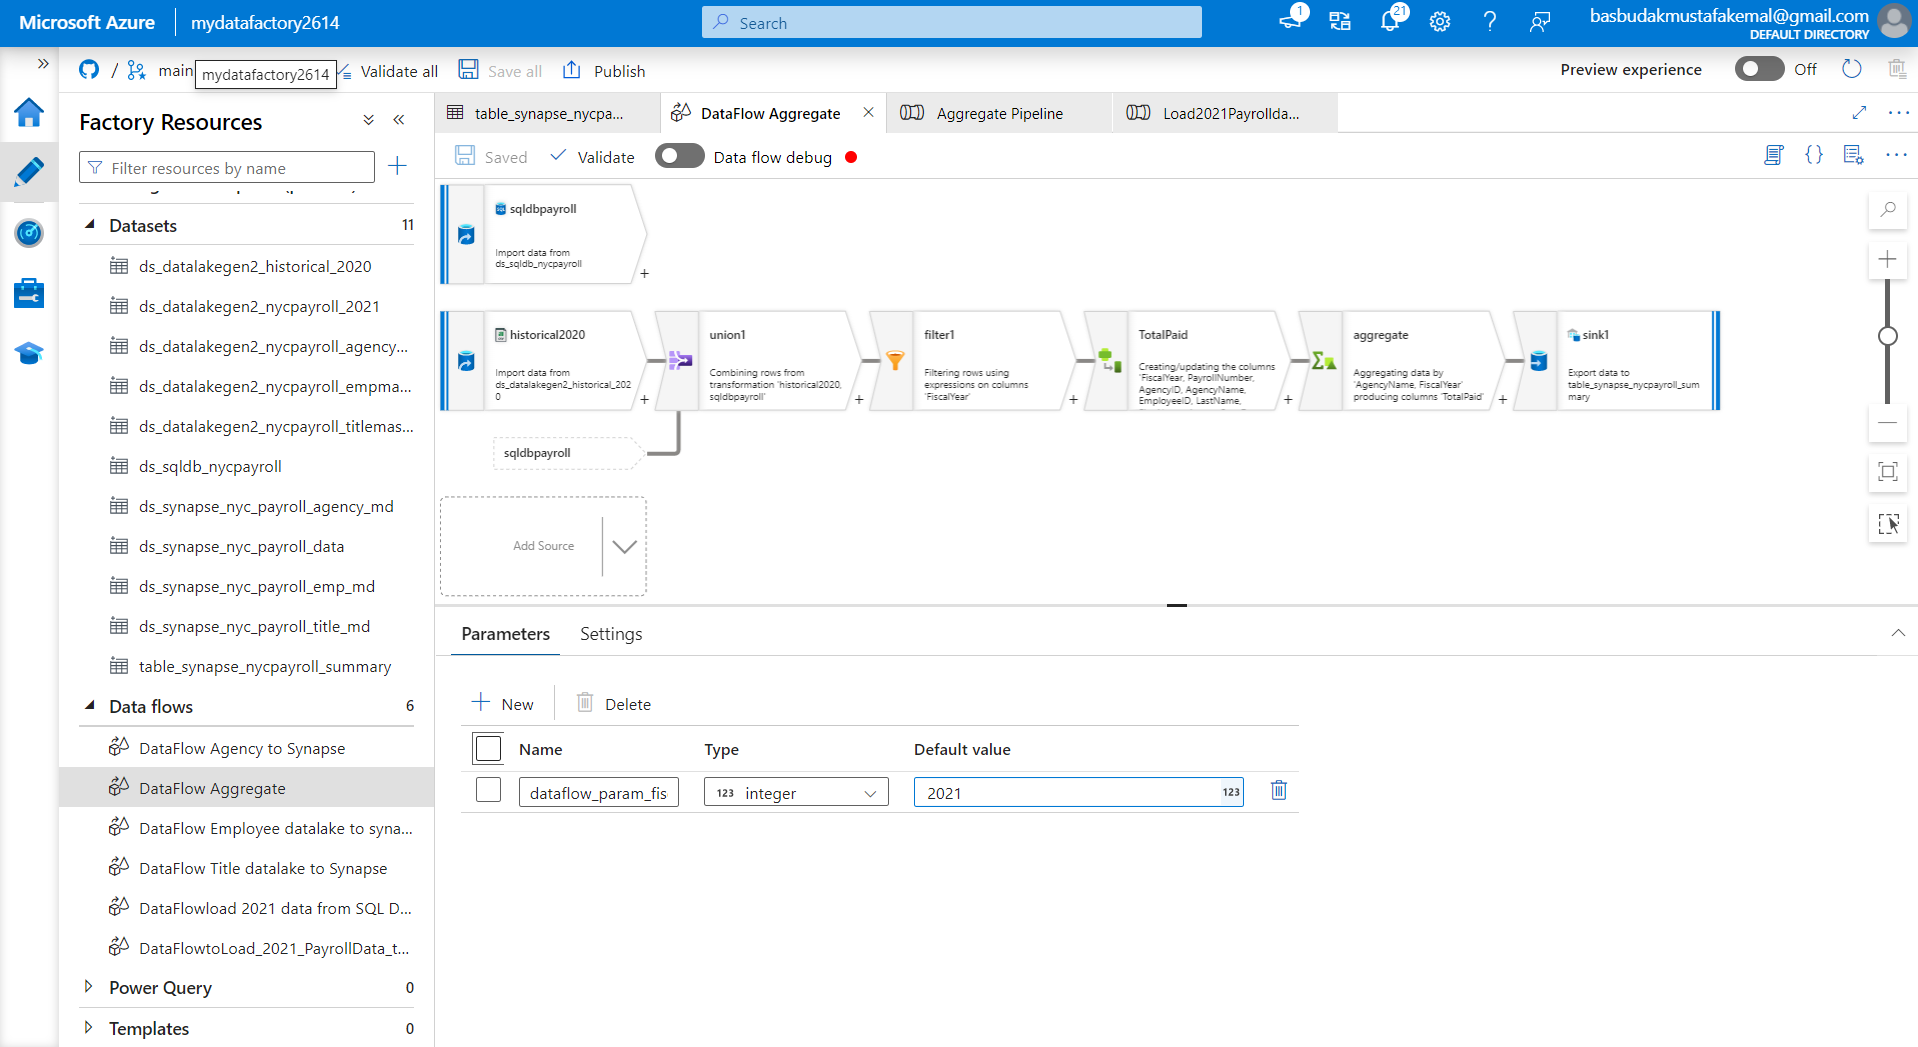 Microsoft Azure
mydatafactory2614
Search
1
21
basbudakmustafakemal@gmail.com
DEFAULT DIRECTORY
/
main
mydatafactory2614
Validate all
Save all
Publish
Preview experience
Off
Factory Resources
Filter resources by name
Datasets
11
ds_datalakegen2_historical_2020
ds_datalakegen2_nycpayroll_2021
ds_datalakegen2_nycpayroll_agency...
ds_datalakegen2_nycpayroll_empma...
ds_datalakegen2_nycpayroll_titlemas...
ds_sqldb_nycpayroll
ds_synapse_nyc_payroll_agency_md
ds_synapse_nyc_payroll_data
ds_synapse_nyc_payroll_emp_md
ds_synapse_nyc_payroll_title_md
table_synapse_nycpayroll_summary
Data flows
6
DataFlow Agency to Synapse
DataFlow Aggregate
DataFlow Employee datalake to syna...
DataFlow Title datalake to Synapse
DataFlowload 2021 data from SQL D...
DataFlowtoLoad_2021_PayrollData_t...
Power Query
0
Templates
0
table_synapse_nycpa...
DataFlow Aggregate
Aggregate Pipeline
Load2021Payrollda...
Saved
Validate
Data flow debug
sqldbpayroll
Import data from
ds_sqldb_nycpayroll
+
historical2020
Import data from
ds_datalakegen2_historical_202
0
+
union1
Combining rows from
transformation 'historical2020,
sqldbpayroll'
+
filter1
Filtering rows using
expressions on columns
'FiscalYear'
+
TotalPaid
Creating/updating the columns
'FiscalYear, PayrollNumber,
AgencyID, AgencyName,
EmployeeID, LastName,
+
aggregate
Aggregating data by
'AgencyName, FiscalYear'
producing columns 'TotalPaid'
+
sink1
Export data to
table_synapse_nycpayroll_sum
mary
sqldbpayroll
Add Source
Parameters
Settings
New
Delete
Name
Type
Default value
dataflow_param_fis
123 integer
2021
123